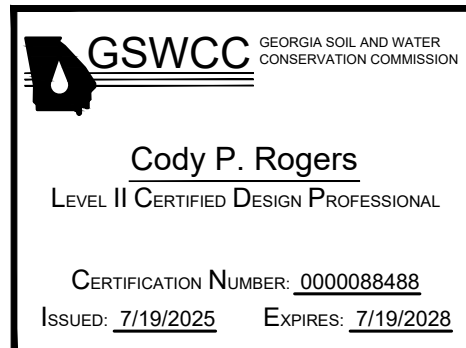 GSWCC
GEORGIA SOIL AND WATER
CONSERVATION COMMISSION
Cody P. Rogers
LEVEL II CERTIFIED DESIGN PROFESSIONAL
CERTIFICATION NUMBER: 0000088488
ISSUED: 7/19/2025 EXPIRES: 7/19/2028